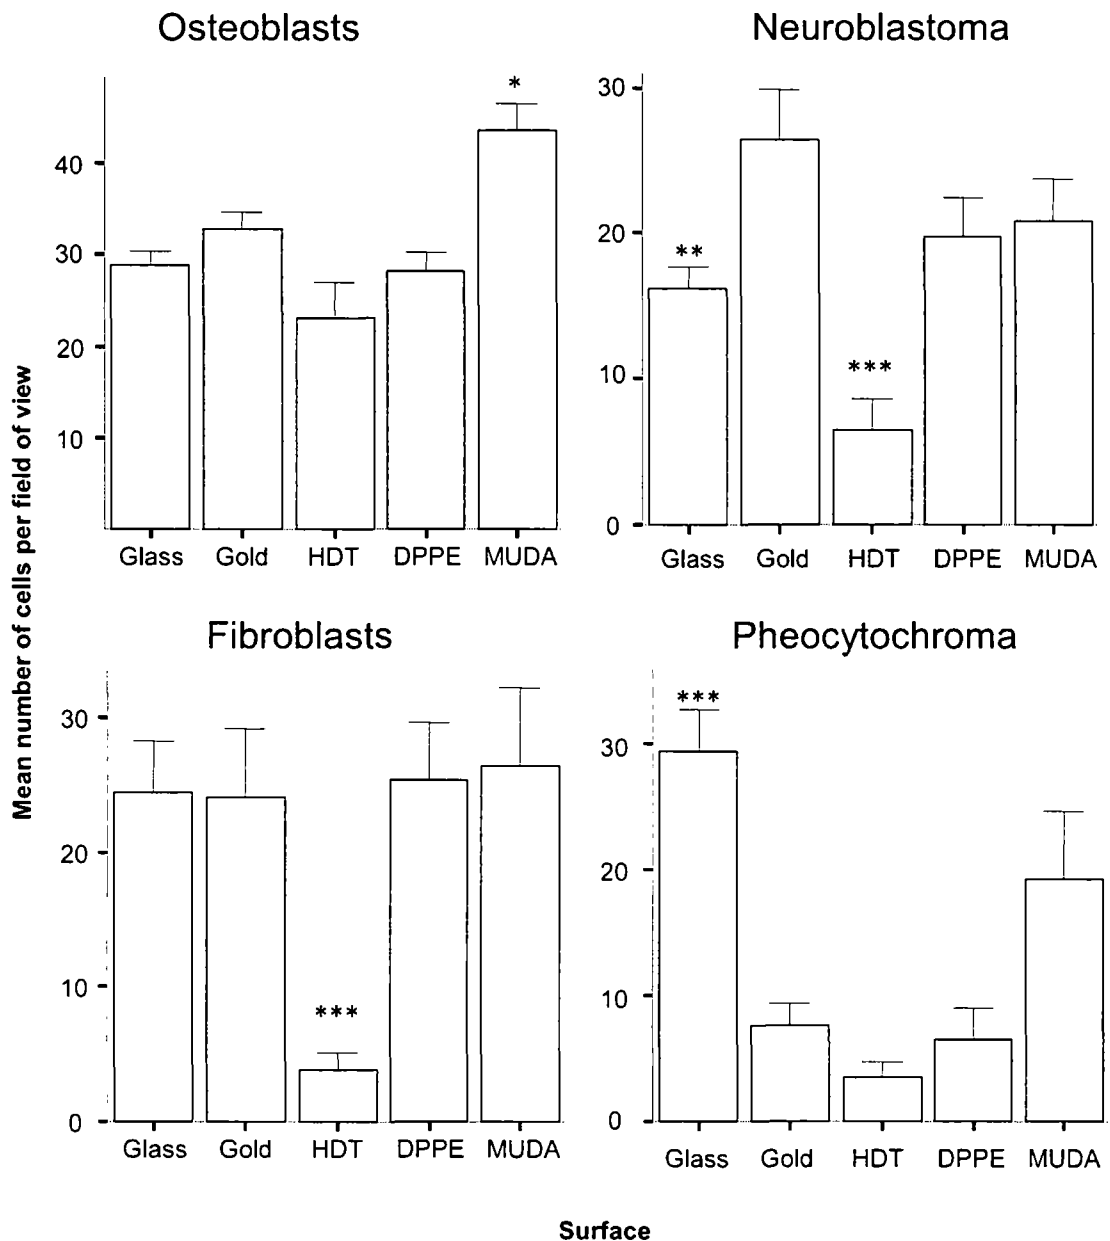 Osteoblasts
Neuroblastoma
Mean number of cells per field of view
*
40
30
20
10
Glass Gold HDT DPPE MUDA
30
20
10
0
**
***
Glass Gold HDT DPPE MUDA
Fibroblasts
Pheocytochroma
30
20
10
0
***
Glass Gold HDT DPPE MUDA
***
30
20
10
0
Glass Gold HDT DPPE MUDA
Surface